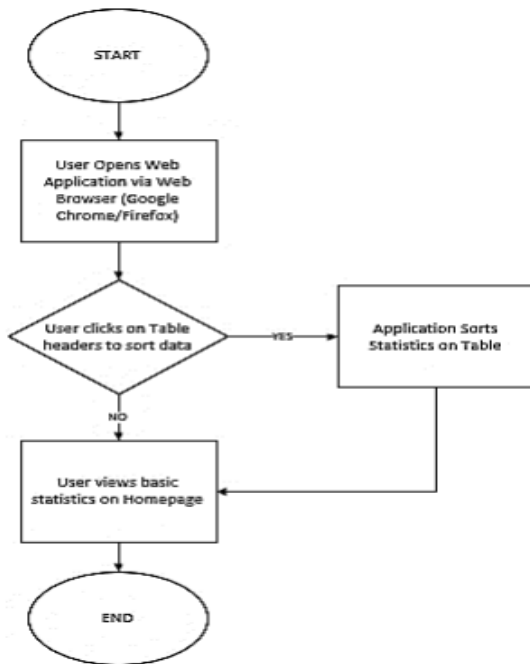 START
User Opens Web
Application via Web
Browser (Google
Chrome/Firefox)
User clicks on Table
headers to sort data
YES
Application Sorts
Statistics on Table
NO
User views basic
statistics on Homepage
END